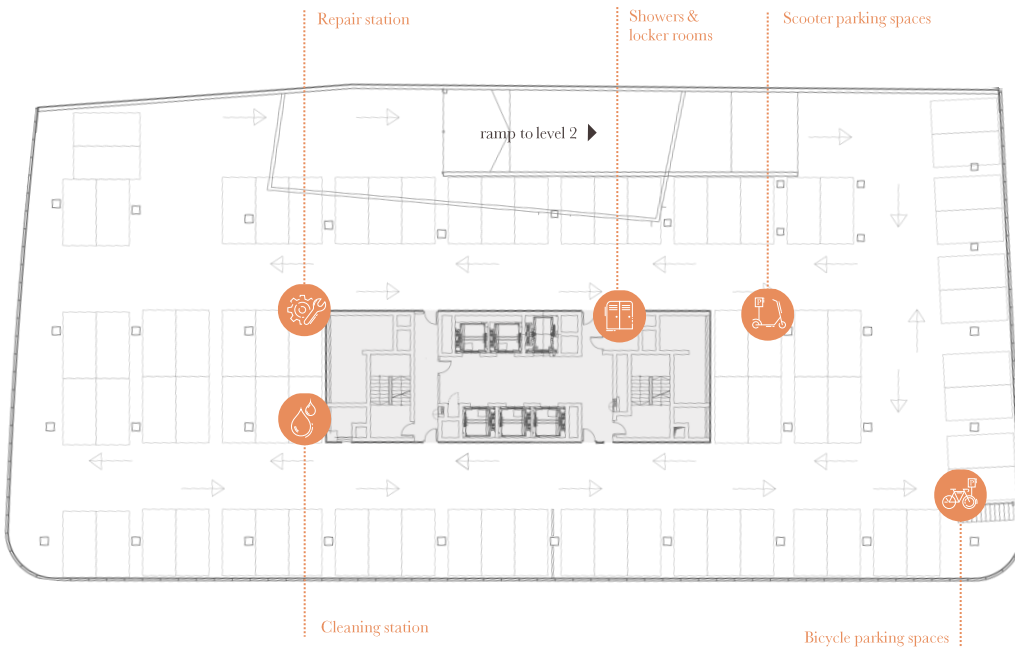 Repair station
Showers &
locker rooms
Scooter parking spaces
ramp to level 2
P
P
Cleaning station
Bicycle parking spaces